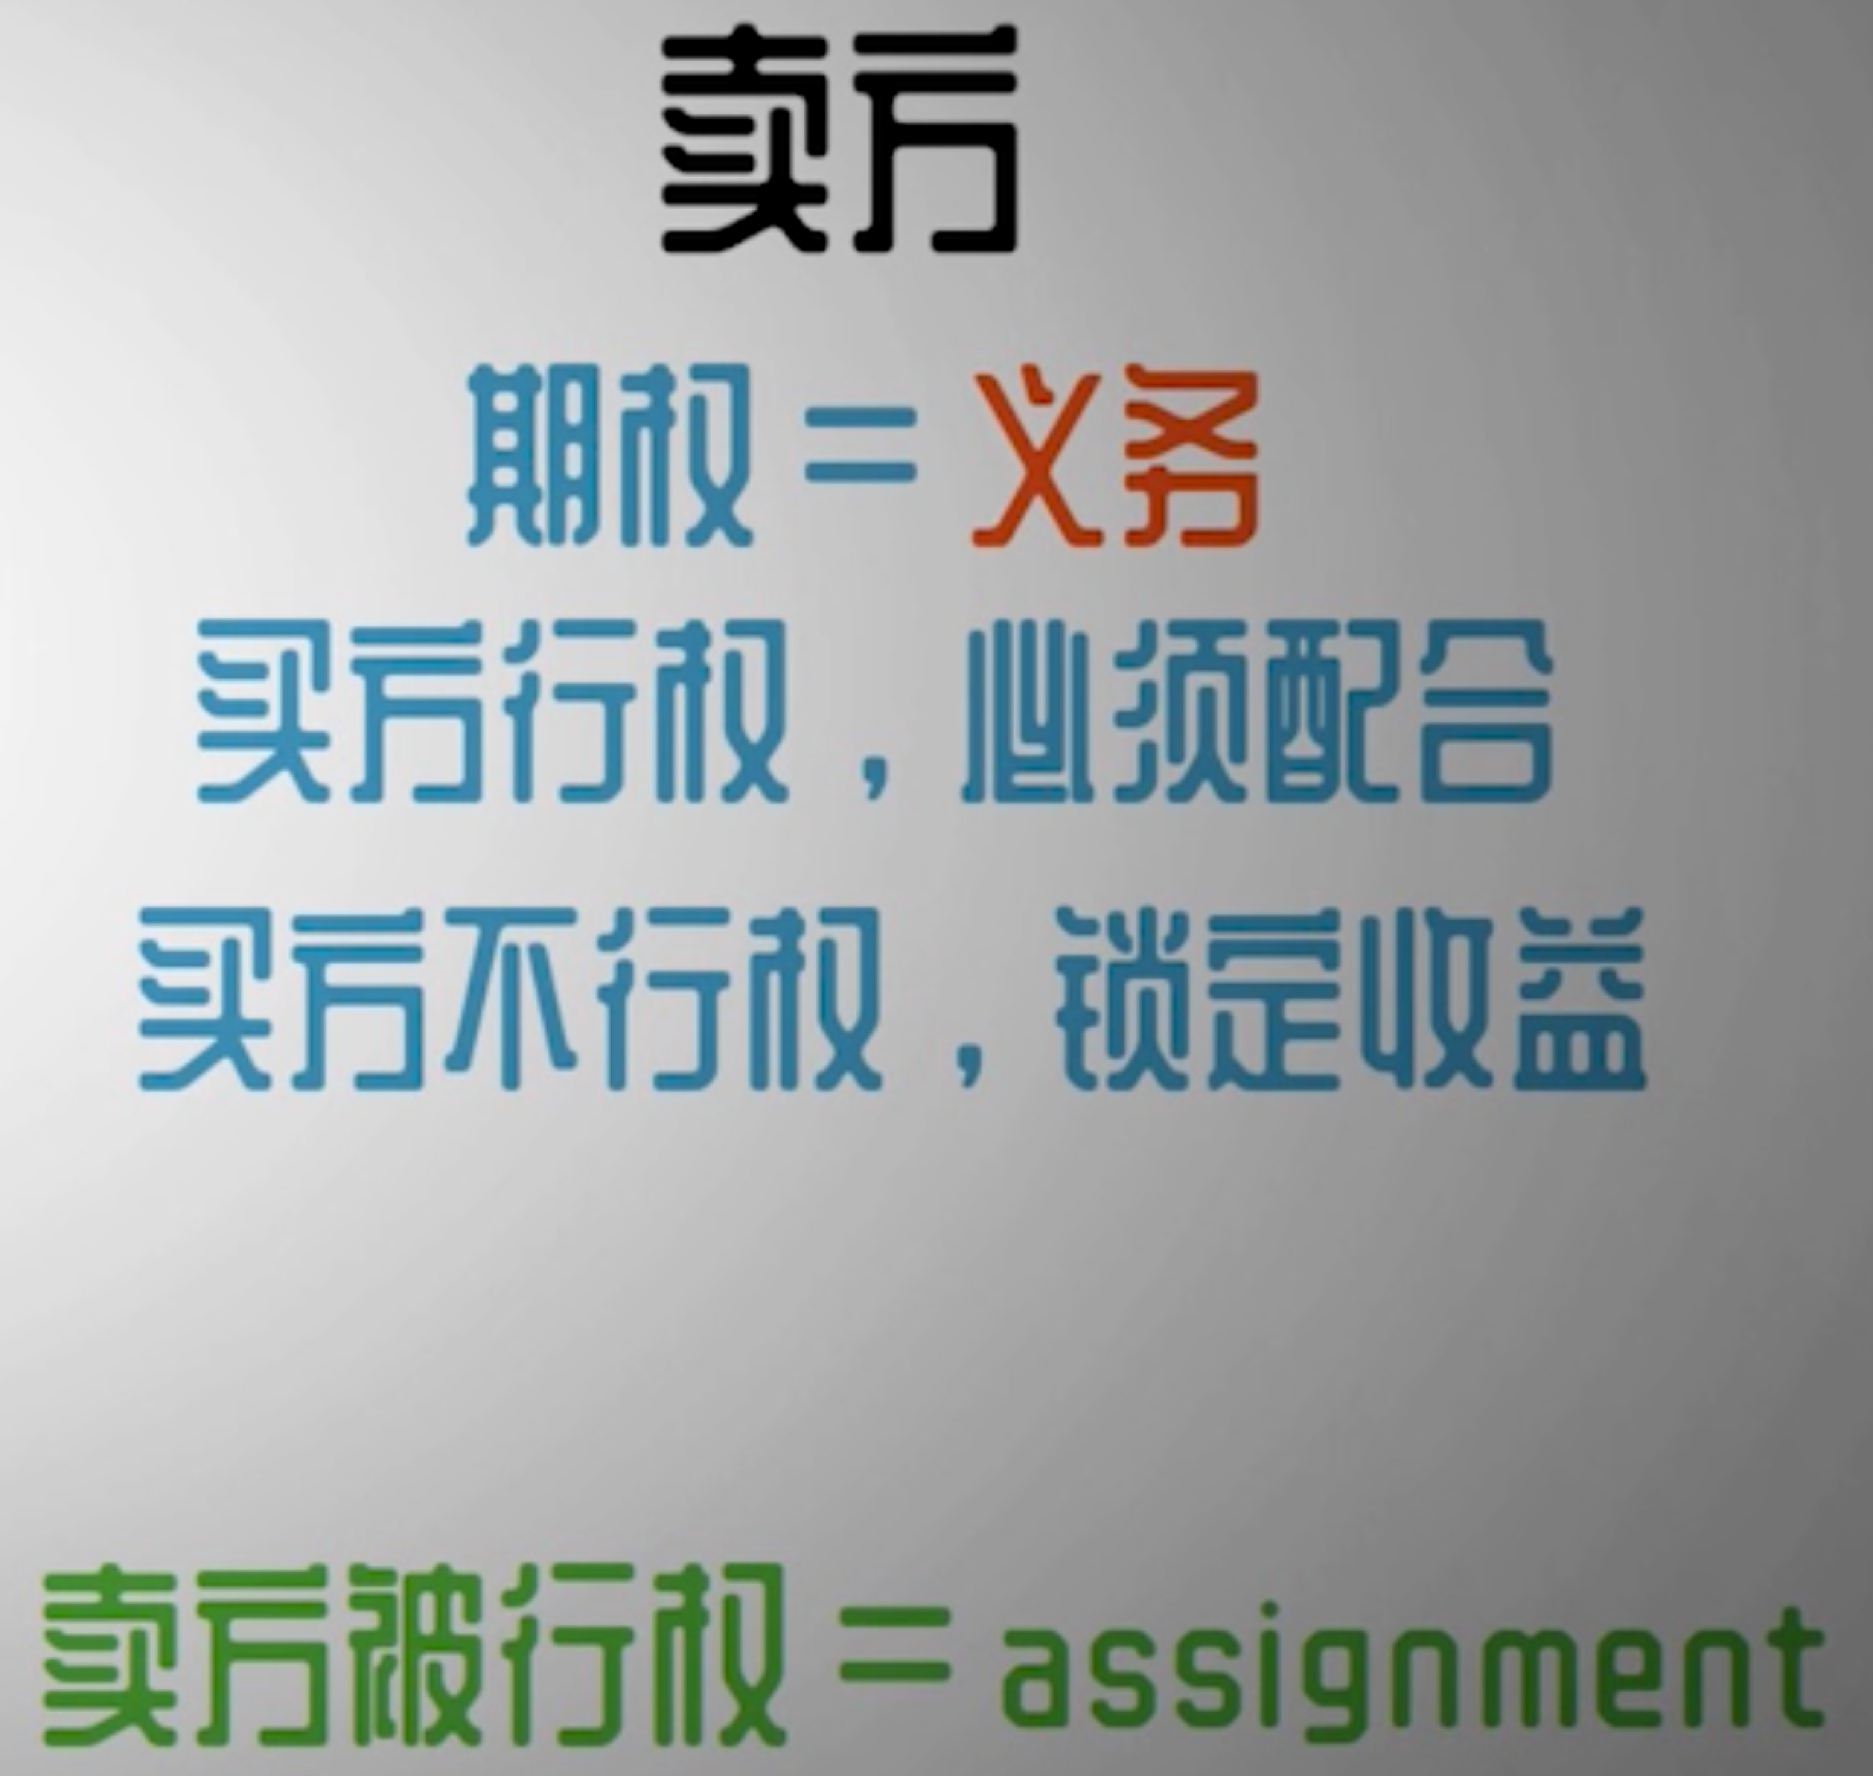 卖方
期权=义务
买方行权，必须配合
买方不行权，锁定收益
卖方被行权=assignment